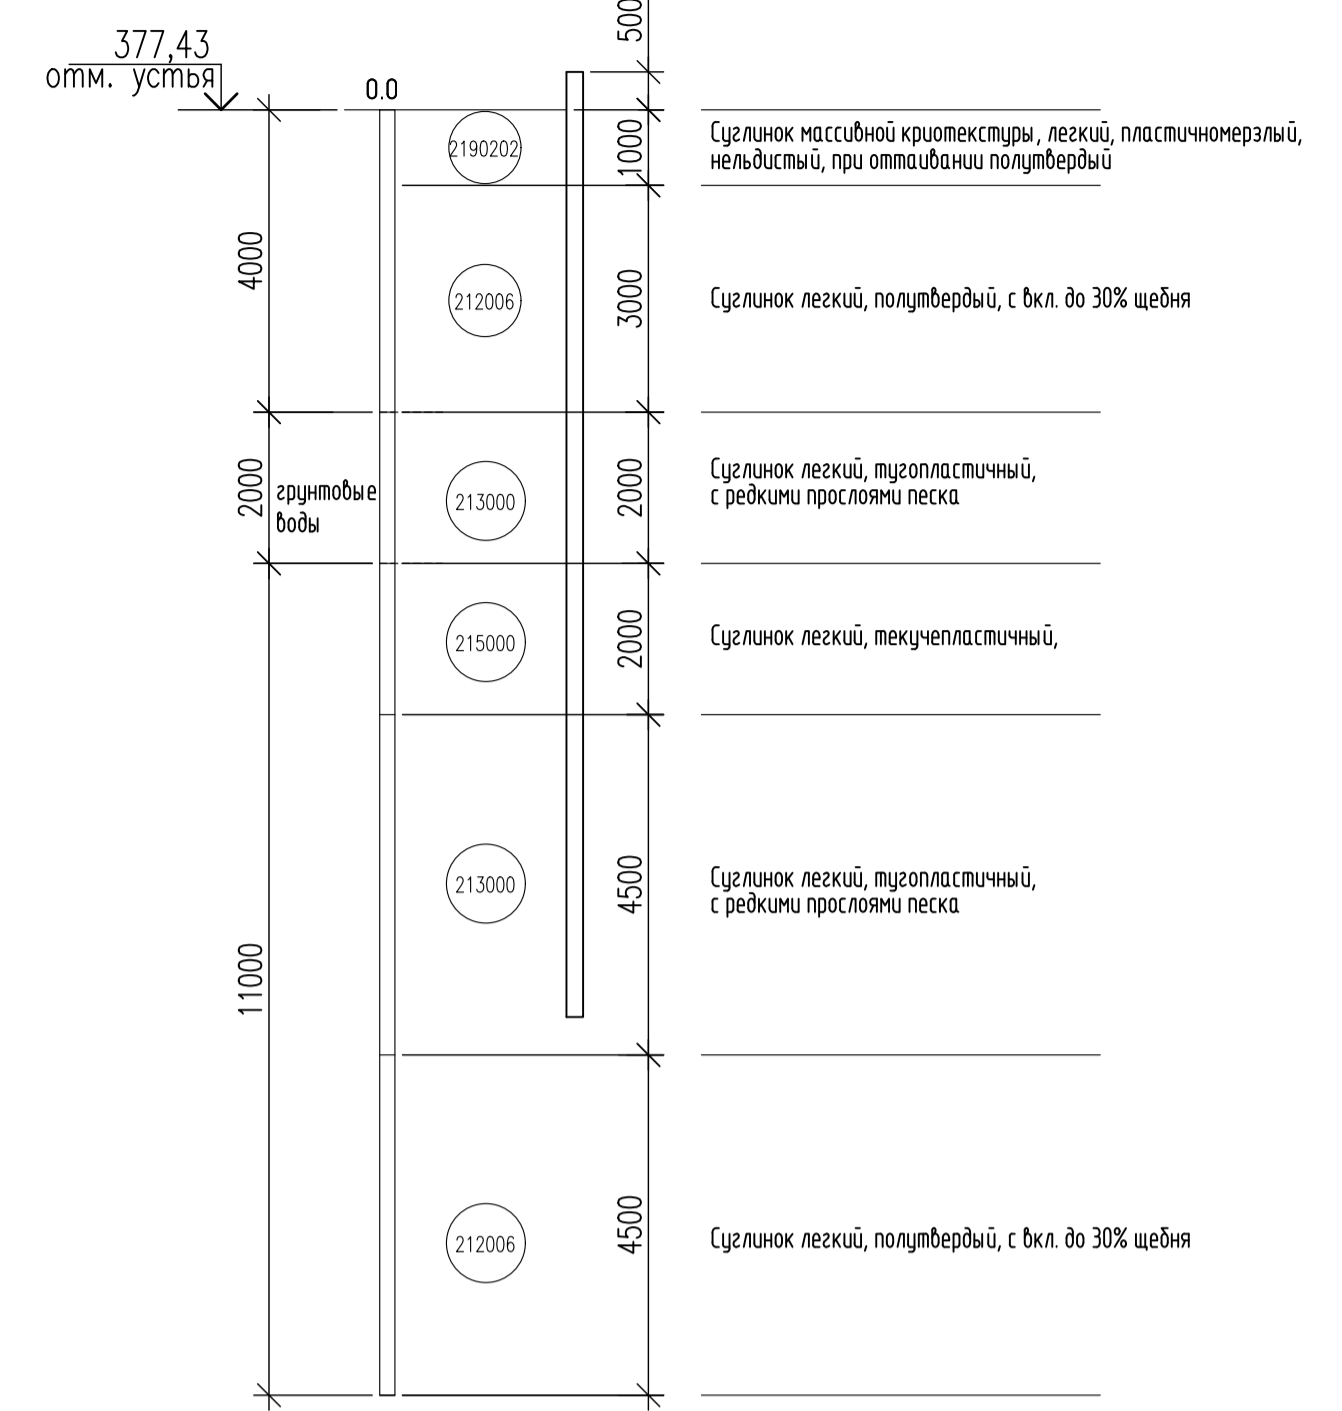 500
377,43
отм. устья
0.0
2190202
1000
Суглинок массивной криотекстуры, легкий, пластичномерзлый,
нельдистый, при оттаивании полутвердый
4000
212006
3000
Суглинок легкий, полутвердый, с вкл. до 30% щебня
2000
грунтовые
воды
213000
2000
Суглинок легкий, тугопластичный,
с редкими прослоями песка
215000
2000
Суглинок легкий, текучепластичный,
213000
4500
Суглинок легкий, тугопластичный,
с редкими прослоями песка
11000
212006
4500
Суглинок легкий, полутвердый, с вкл. до 30% щебня